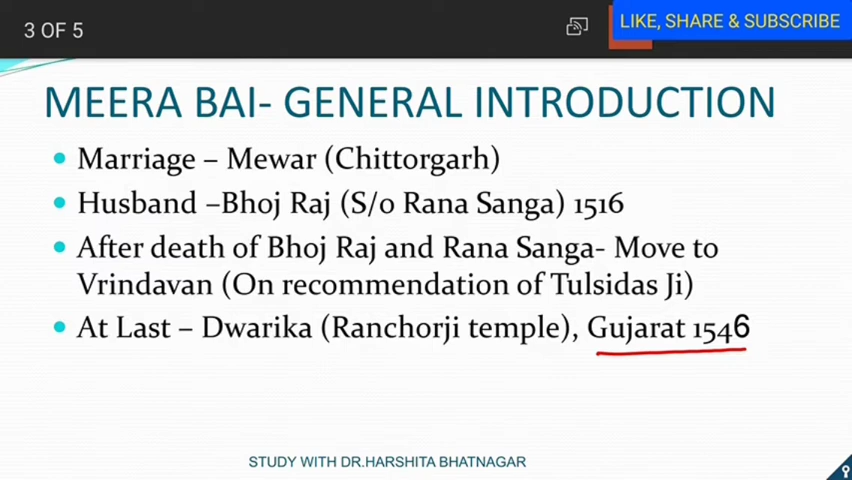 3 OF 5
LIKE, SHARE & SUBSCRIBE
MEERA BAI- GENERAL INTRODUCTION
Marriage – Mewar (Chittorgarh)
Husband –Bhoj Raj (S/o Rana Sanga) 1516
After death of Bhoj Raj and Rana Sanga- Move to
Vrindavan (On recommendation of Tulsidas Ji)
At Last – Dwarika (Ranchorji temple), Gujarat 1546
STUDY WITH DR.HARSHITA BHATNAGAR